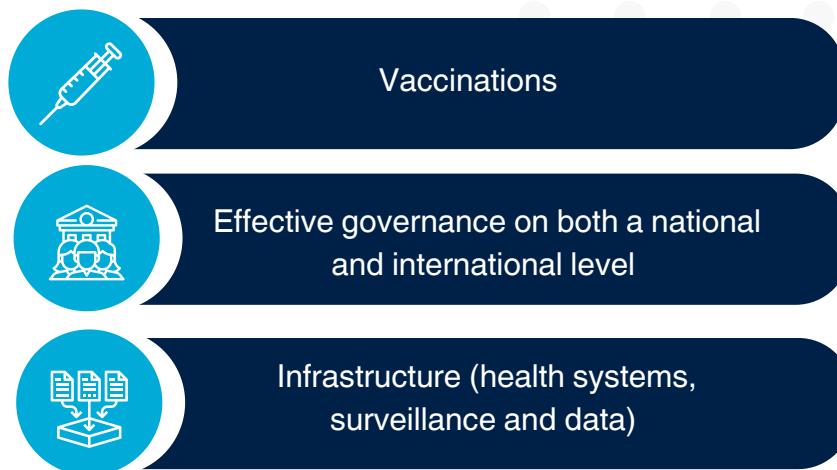 Vaccinations
Effective governance on both a national
and international level
Infrastructure (health systems,
surveillance and data)